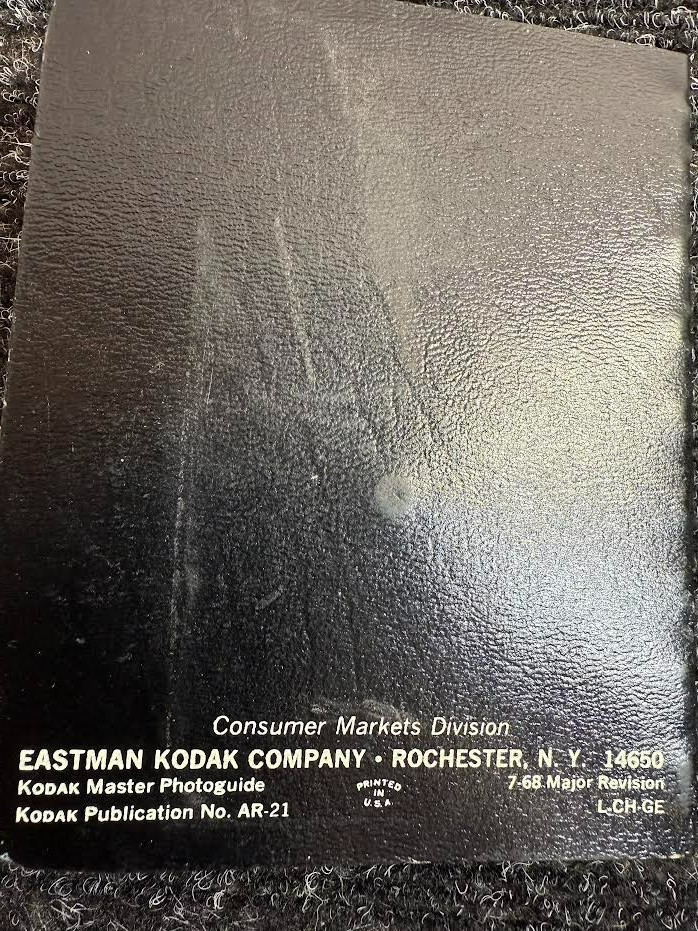 Consumer Markets Division
EASTMAN KODAK COMPANY • ROCHESTER, N. Y. 14650
KODAK Master Photoguide
7-68 Major Revision
KODAK Publication No. AR-21
PRINTED
IN
U.S.A.
L-CH-GE